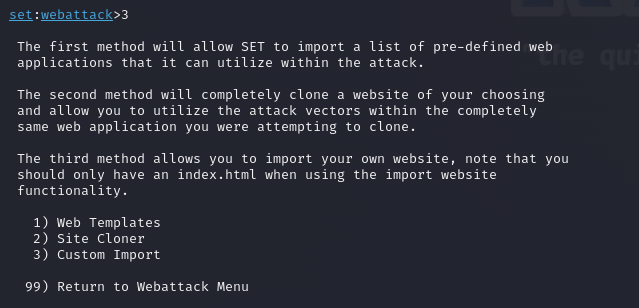 set:webattack>3
The first method will allow SET to import a list of pre-defined web
applications that it can utilize within the attack.
The second method will completely clone a website of your choosing
and allow you to utilize the attack vectors within the completely
same web application you were attempting to clone.
The third method allows you to import your own website, note that you
should only have an index.html when using the import website
functionality.
1) Web Templates
2) Site Cloner
3) Custom Import
99) Return to Webattack Menu
the